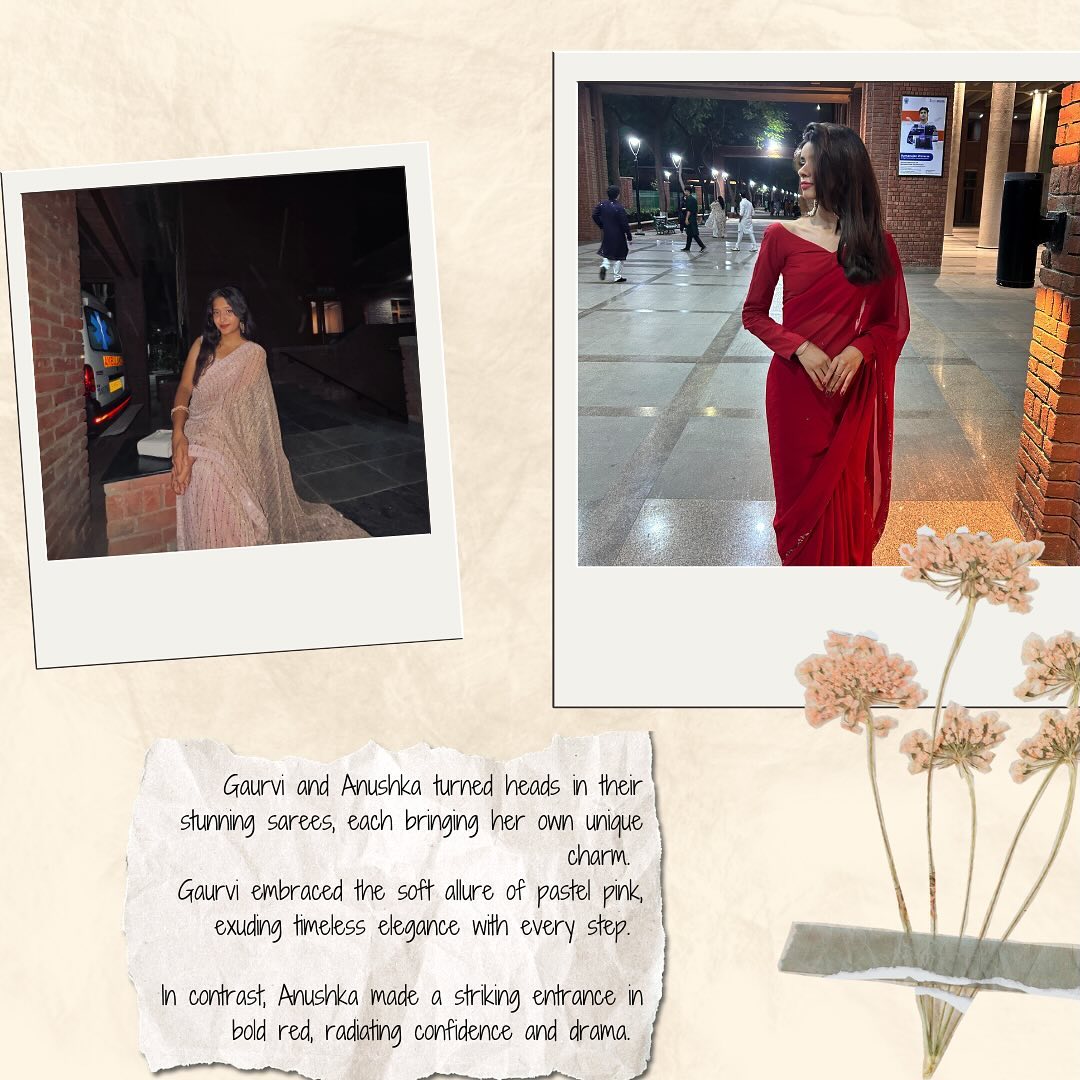 Gaurvi and Anushka turned heads in their
stunning sarees, each bringing her own unique
charm.
Gaurvi embraced the soft allure of pastel pink,
exuding timeless elegance with every step.
In contrast, Anushka made a striking entrance in
bold red, radiating confidence and drama.